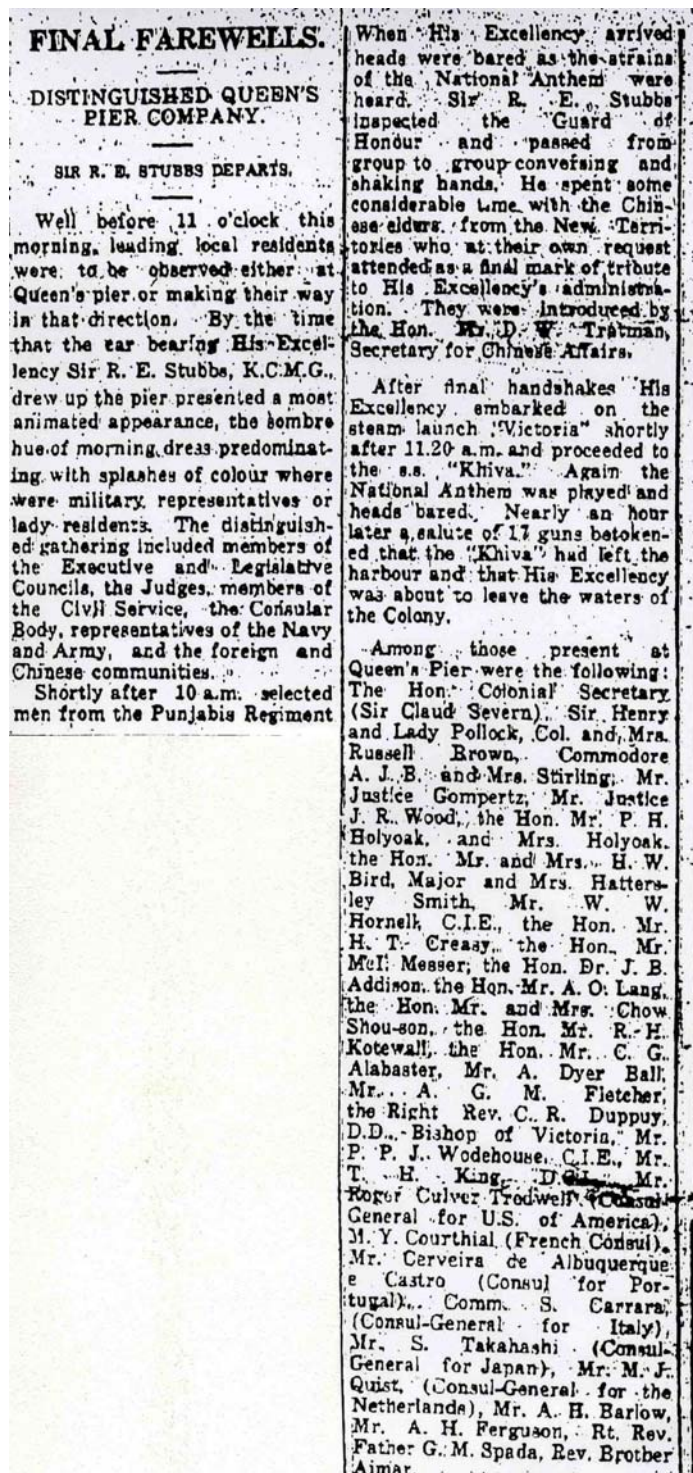 FINAL FAREWELLS.
DISTINGUISHED QUEEN'S
PIER COMPANY.
SIR R. E. STUBBS DEPARTS.
Well before 11 o'clock this
morning, leading local residents
were to be observed either at
Queen's pier or making their way
in that direction. By the time
that the car bearing His Excel-
lency Sir R. E. Stubbs, K.C.M.G.,
drew up the pier presented a most
animated appearance, the sombre
hue of morning dress predominat-
ing with splashes of colour where
were military representatives or
lady residents. The distinguish-
ed gathering included members of
the Executive and Legislative
Councils, the Judges, members of
the Civil Service, the Consular
Body, representatives of the Navy
and Army, and the foreign and
Chinese communities.
Shortly after 10 a.m. selected
men from the Punjabis Regiment
When His Excellency arrived
heads were bared as the strains
of the National Anthem were
heard. Sir R. E. Stubbs
inspected the Guard of
Honour and passed from
group to group conversing and
shaking hands. He spent some
considerable time with the Chin-
ese elders from the New Terri-
tories who at their own request
attended as a final mark of tribute
to His Excellency's administra-
tion. They were introduced by
the Hon. Mr. D. W. Tratman,
Secretary for Chinese Affairs.
After final handshakes His
Excellency embarked on the
steam launch "Victoria" shortly
after 11.20 a.m. and proceeded to
the s.s. "Khiva." Again the
National Anthem was played and
heads bared. Nearly an hour
later a salute of 17 guns betoken-
ed that the "Khiva" had left the
harbour and that His Excellency
was about to leave the waters of
the Colony.
Among those present at
Queen's Pier were the following:
The Hon. Colonial Secretary
(Sir Claud Severn), Sir Henry
and Lady Pollock, Col. and Mrs.
Russell Brown, Commodore
A. J. B. and Mrs. Stirling, Mr.
Justice Gompertz, Mr. Justice
J. R. Wood, the Hon. Mr. P. H.
Holyoak, and Mrs. Holyoak,
the Hon. Mr. and Mrs. H. W.
Bird, Major and Mrs. Hatters-
ley Smith, Mr. W. W.
Hornell, C.I.E., the Hon. Mr.
H. T. Creasy, the Hon. Mr.
McI. Messer, the Hon. Dr. J. B.
Addison, the Hon. Mr. A. O. Lang,
the Hon. Mr. and Mrs. Chow
Shou-son, the Hon. Mr. R. H.
Kotewall, the Hon. Mr. C. G.
Alabaster, Mr. A. Dyer Ball,
Mr. A. G. M. Fletcher,
the Right Rev. C. R. Duppuy,
D.D., Bishop of Victoria, Mr.
P. P. J. Wodehouse, C.I.E., Mr.
T. H. King, Mr.
Roger Culver Tredwell (Consul-
General for U.S. of America),
M. Y. Courthial (French Consul),
Mr. Cerveira de Albuquerque
e Castro (Consul for Por-
tugal), Comm. S. Carrara,
(Consul-General for Italy),
Mr. S. Takahashi (Consul-
General for Japan), Mr. M. J.
Quist, (Consul-General for the
Netherlands), Mr. A. H. Barlow,
Mr. A. H. Ferguson, Rt. Rev.
Father G. M. Spada, Rev. Brother
Aimar